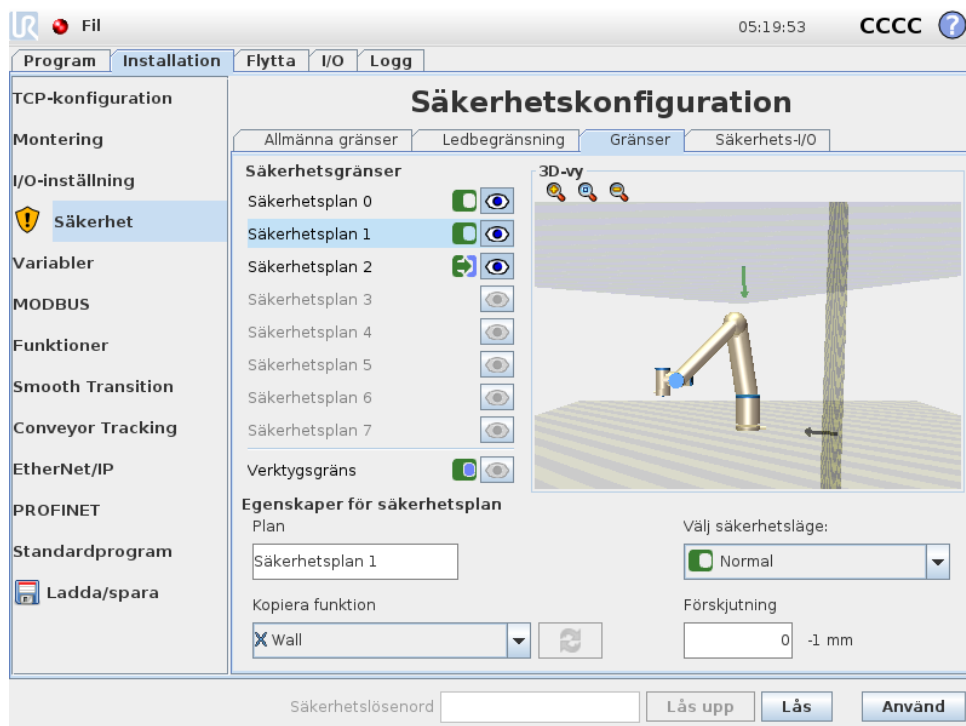 UR Fil 05:19:53 CCCC ?
Program Installation Flytta I/O Logg
TCP-konfiguration
Montering
I/O-inställning
Säkerhet
Variabler
MODBUS
Funktioner
Smooth Transition
Conveyor Tracking
EtherNet/IP
PROFINET
Standardprogram
Ladda/spara
Säkerhetskonfiguration
Allmänna gränser Ledbegränsning Gränser Säkerhets-I/O
Säkerhetsgränser
Säkerhetsplan 0
Säkerhetsplan 1
Säkerhetsplan 2
Säkerhetsplan 3
Säkerhetsplan 4
Säkerhetsplan 5
Säkerhetsplan 6
Säkerhetsplan 7
Verktygsgräns
3D-vy
Egenskaper för säkerhetsplan
Plan
Säkerhetsplan 1
Kopiera funktion
Wall
Välj säkerhetsläge:
Normal
Förskjutning
0 -1 mm
Säkerhetslösenord Lås upp Lås Använd